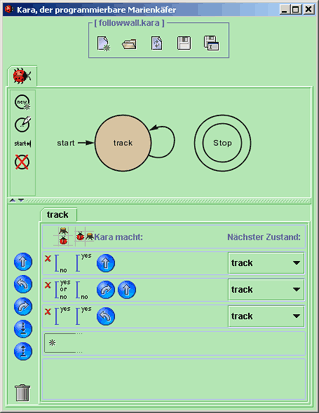 Kara, der programmierbare Marienkäfer
[ followwall.kara ]
new
start
start
track
Stop
track
Kara macht:
Nächster Zustand:
no
yes
track
yes
or
no
no
track
yes
yes
track